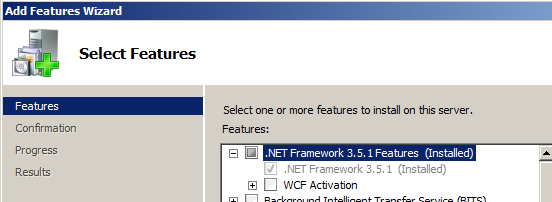 Add Features Wizard
Select Features
Features
Confirmation
Progress
Results
Select one or more features to install on this server.
Features:
.NET Framework 3.5.1 Features (Installed)
.NET Framework 3.5.1 (Installed)
WCF Activation
Background Intelligent Transfer Service (BITS)